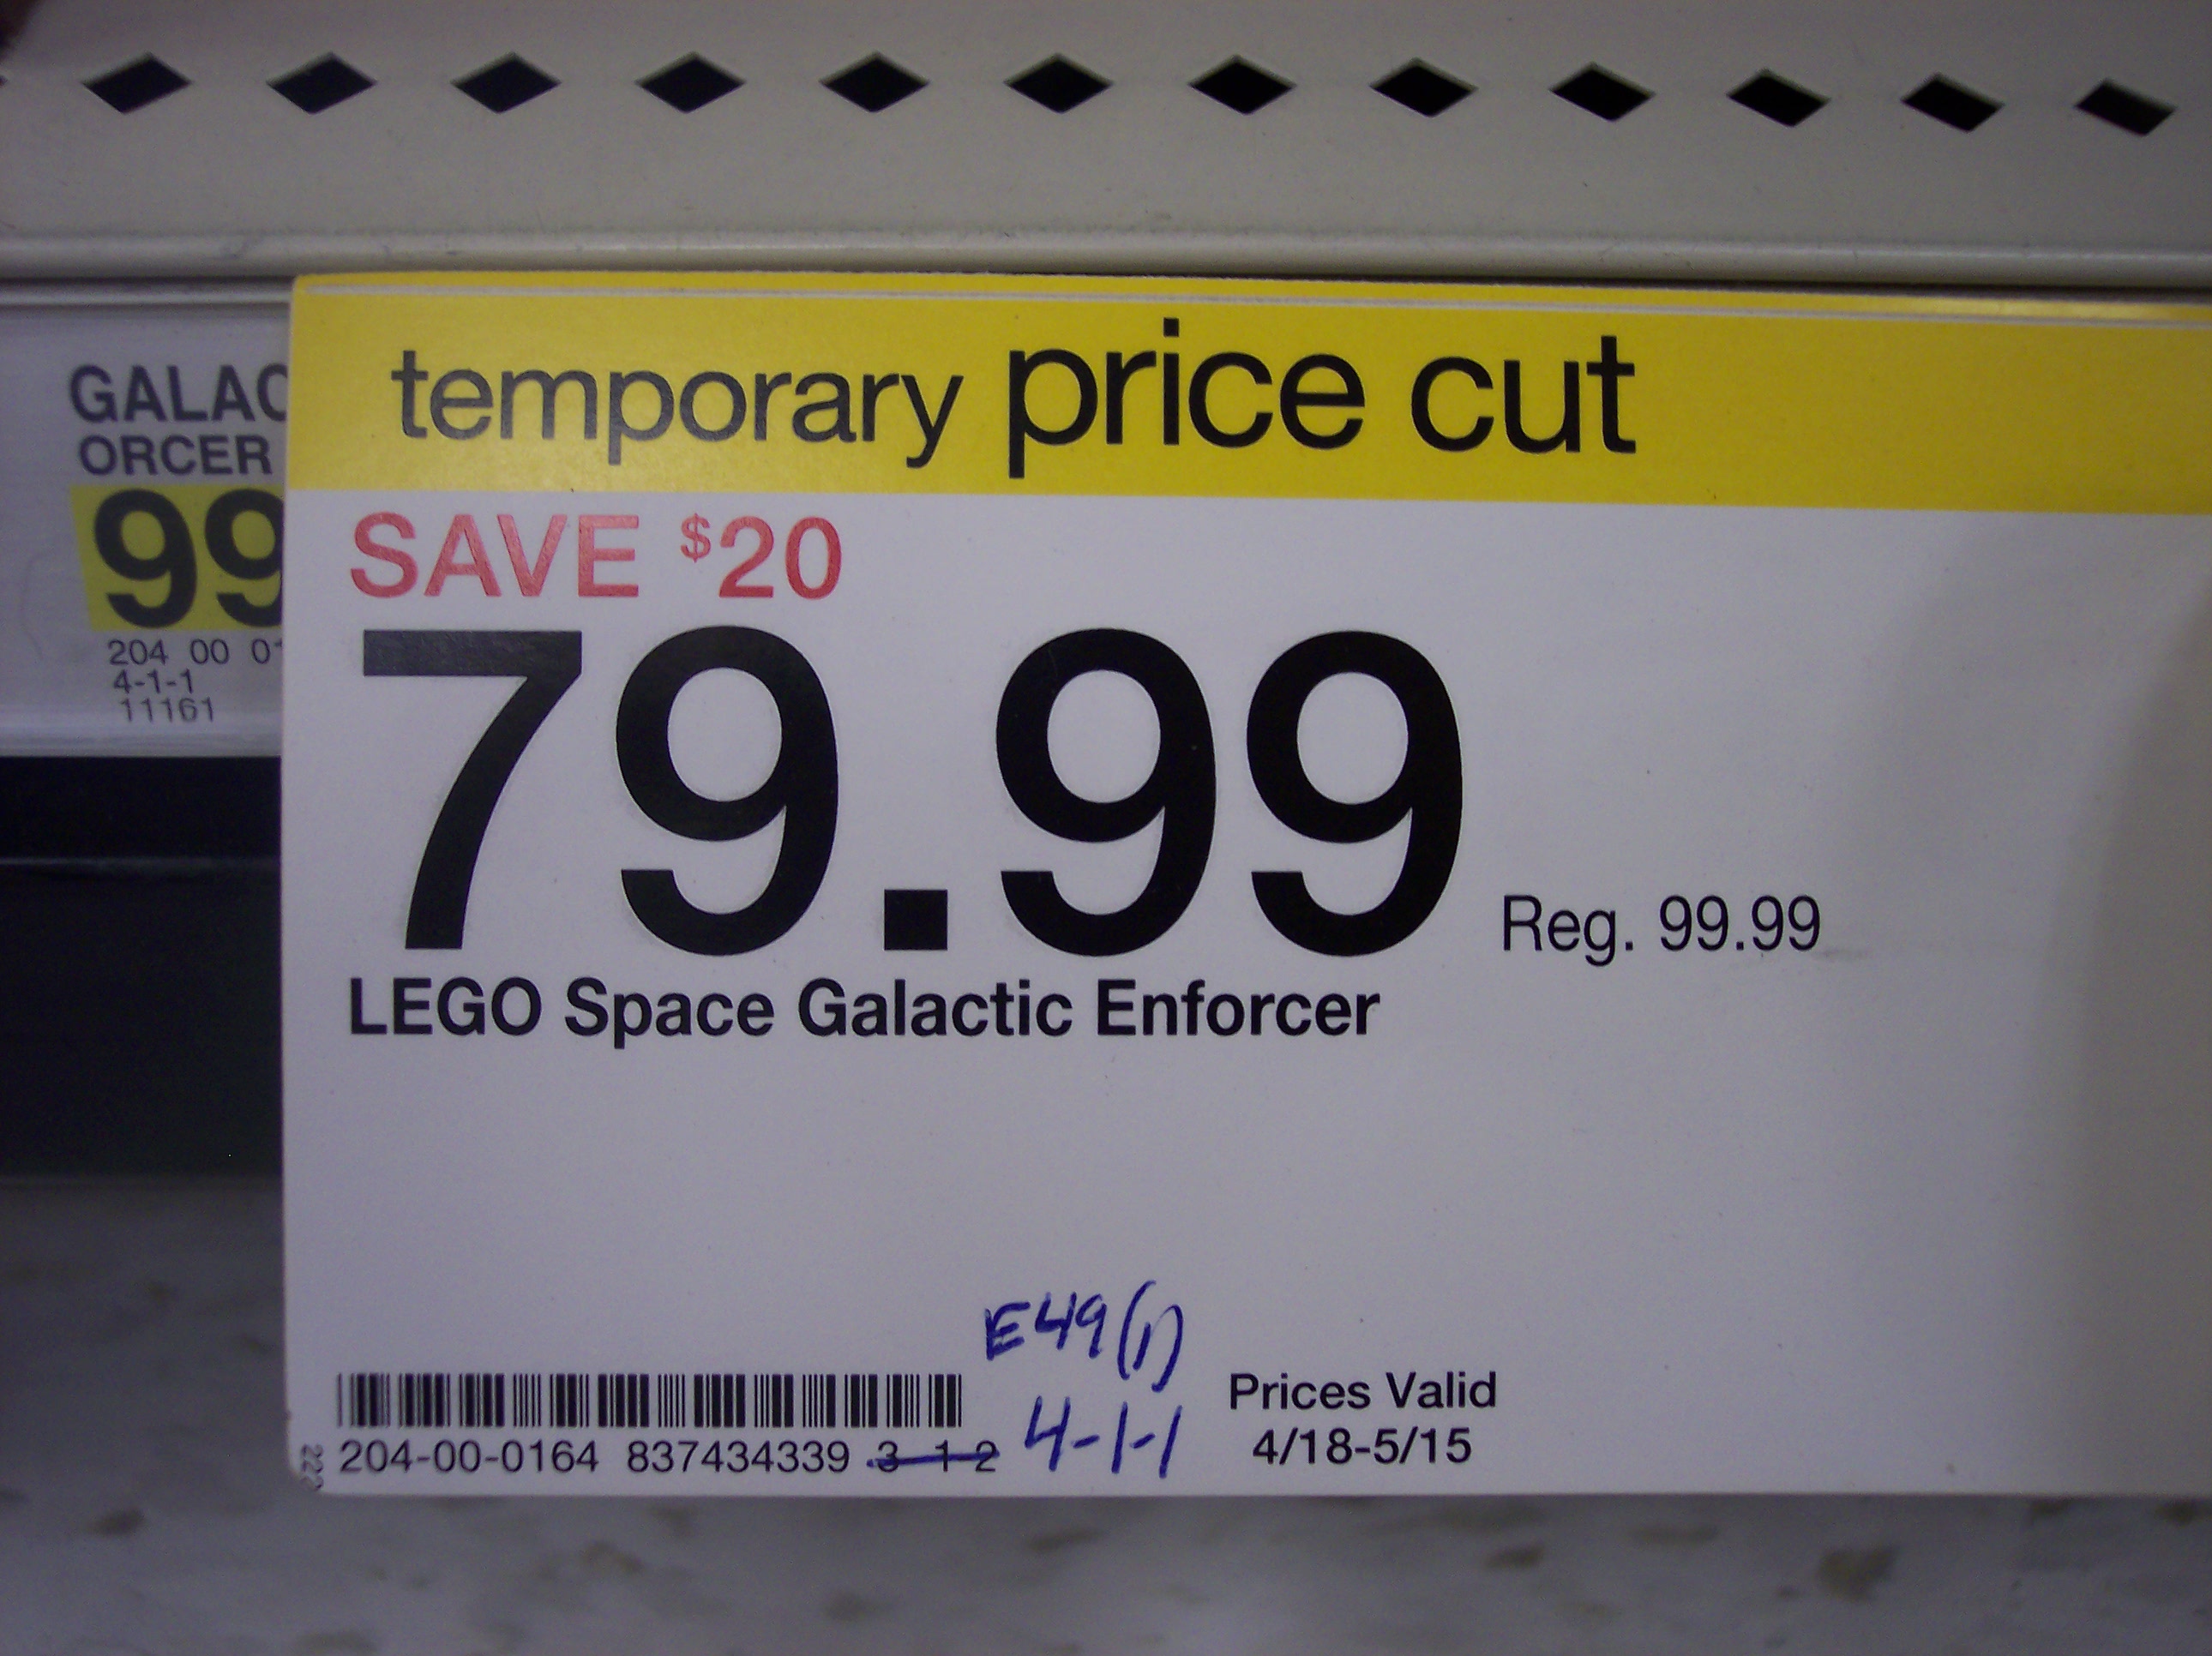 GALAC
ORCER
99
204 00 01
4-1-1
11161
temporary price cut
SAVE $20
79.99 Reg. 99.99
LEGO Space Galactic Enforcer
E49(1)
204-00-0164 837434339 3 1 2 4-1-1
Prices Valid
4/18-5/15
222